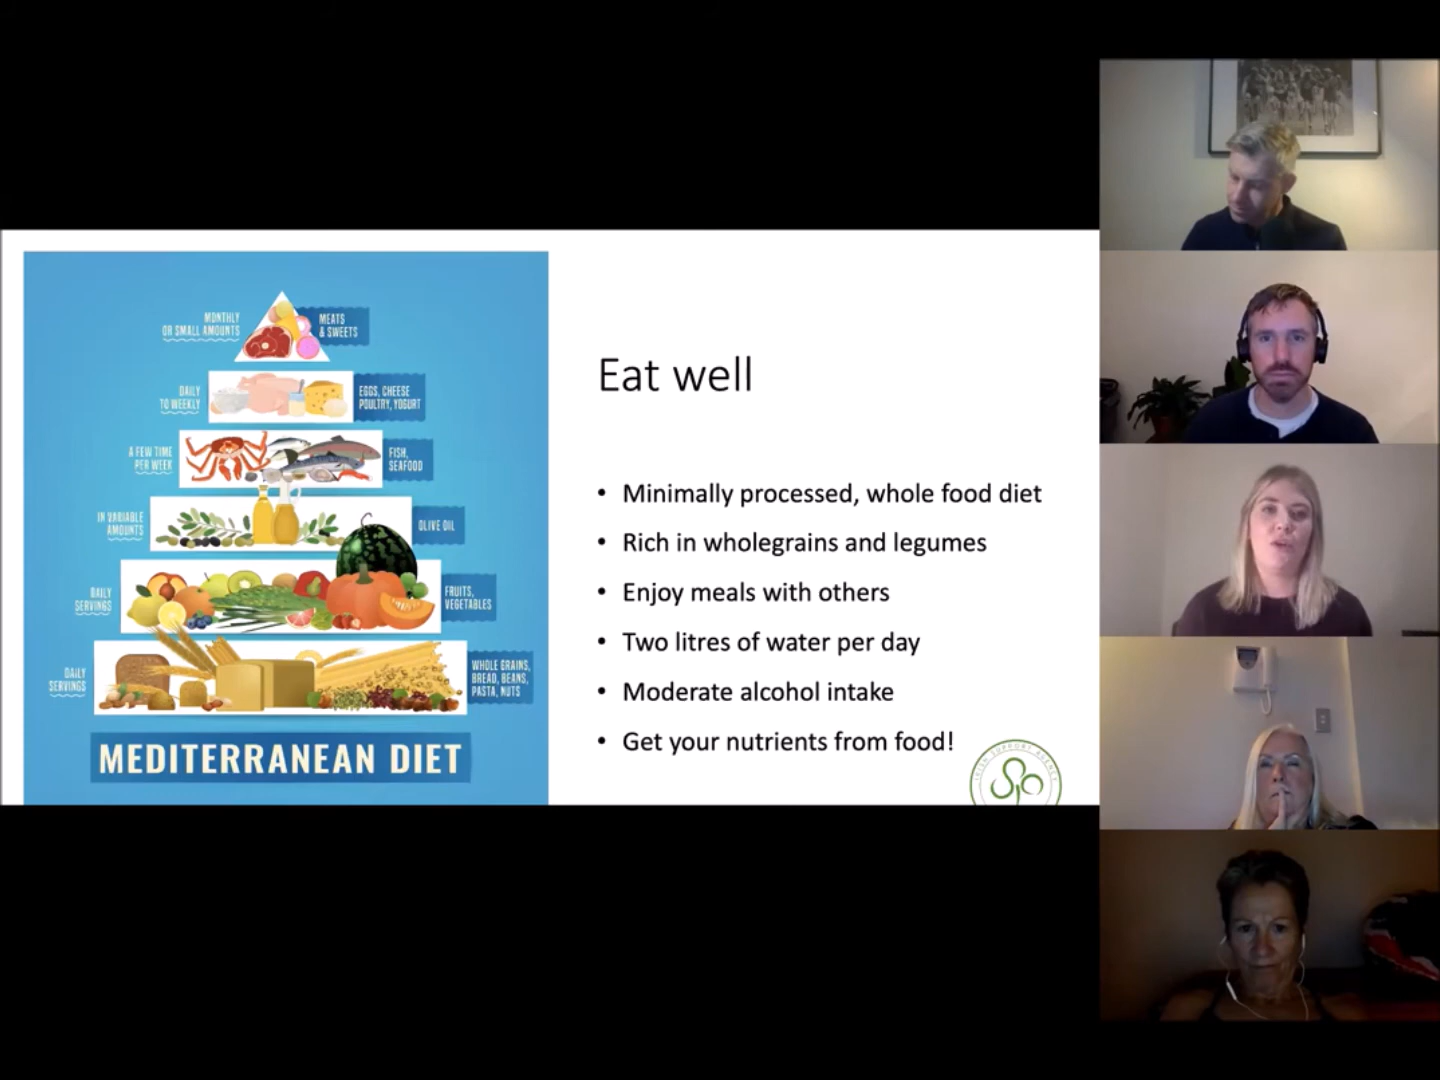 MONTHLY
OR SMALL AMOUNTS
MEATS
& SWEETS
DAILY
TO WEEKLY
EGGS, CHEESE
POULTRY, YOGURT
A FEW TIME
PER WEEK
FISH,
SEAFOOD
IN VARIABLE
AMOUNTS
OLIVE OIL
DAILY
SERVINGS
FRUITS,
VEGETABLES
DAILY
SERVINGS
WHOLE GRAINS,
BREAD, BEANS,
PASTA, NUTS
MEDITERRANEAN DIET
Eat well
• Minimally processed, whole food diet
• Rich in wholegrains and legumes
• Enjoy meals with others
• Two litres of water per day
• Moderate alcohol intake
• Get your nutrients from food!
IRISH SUPPORT AGENCY